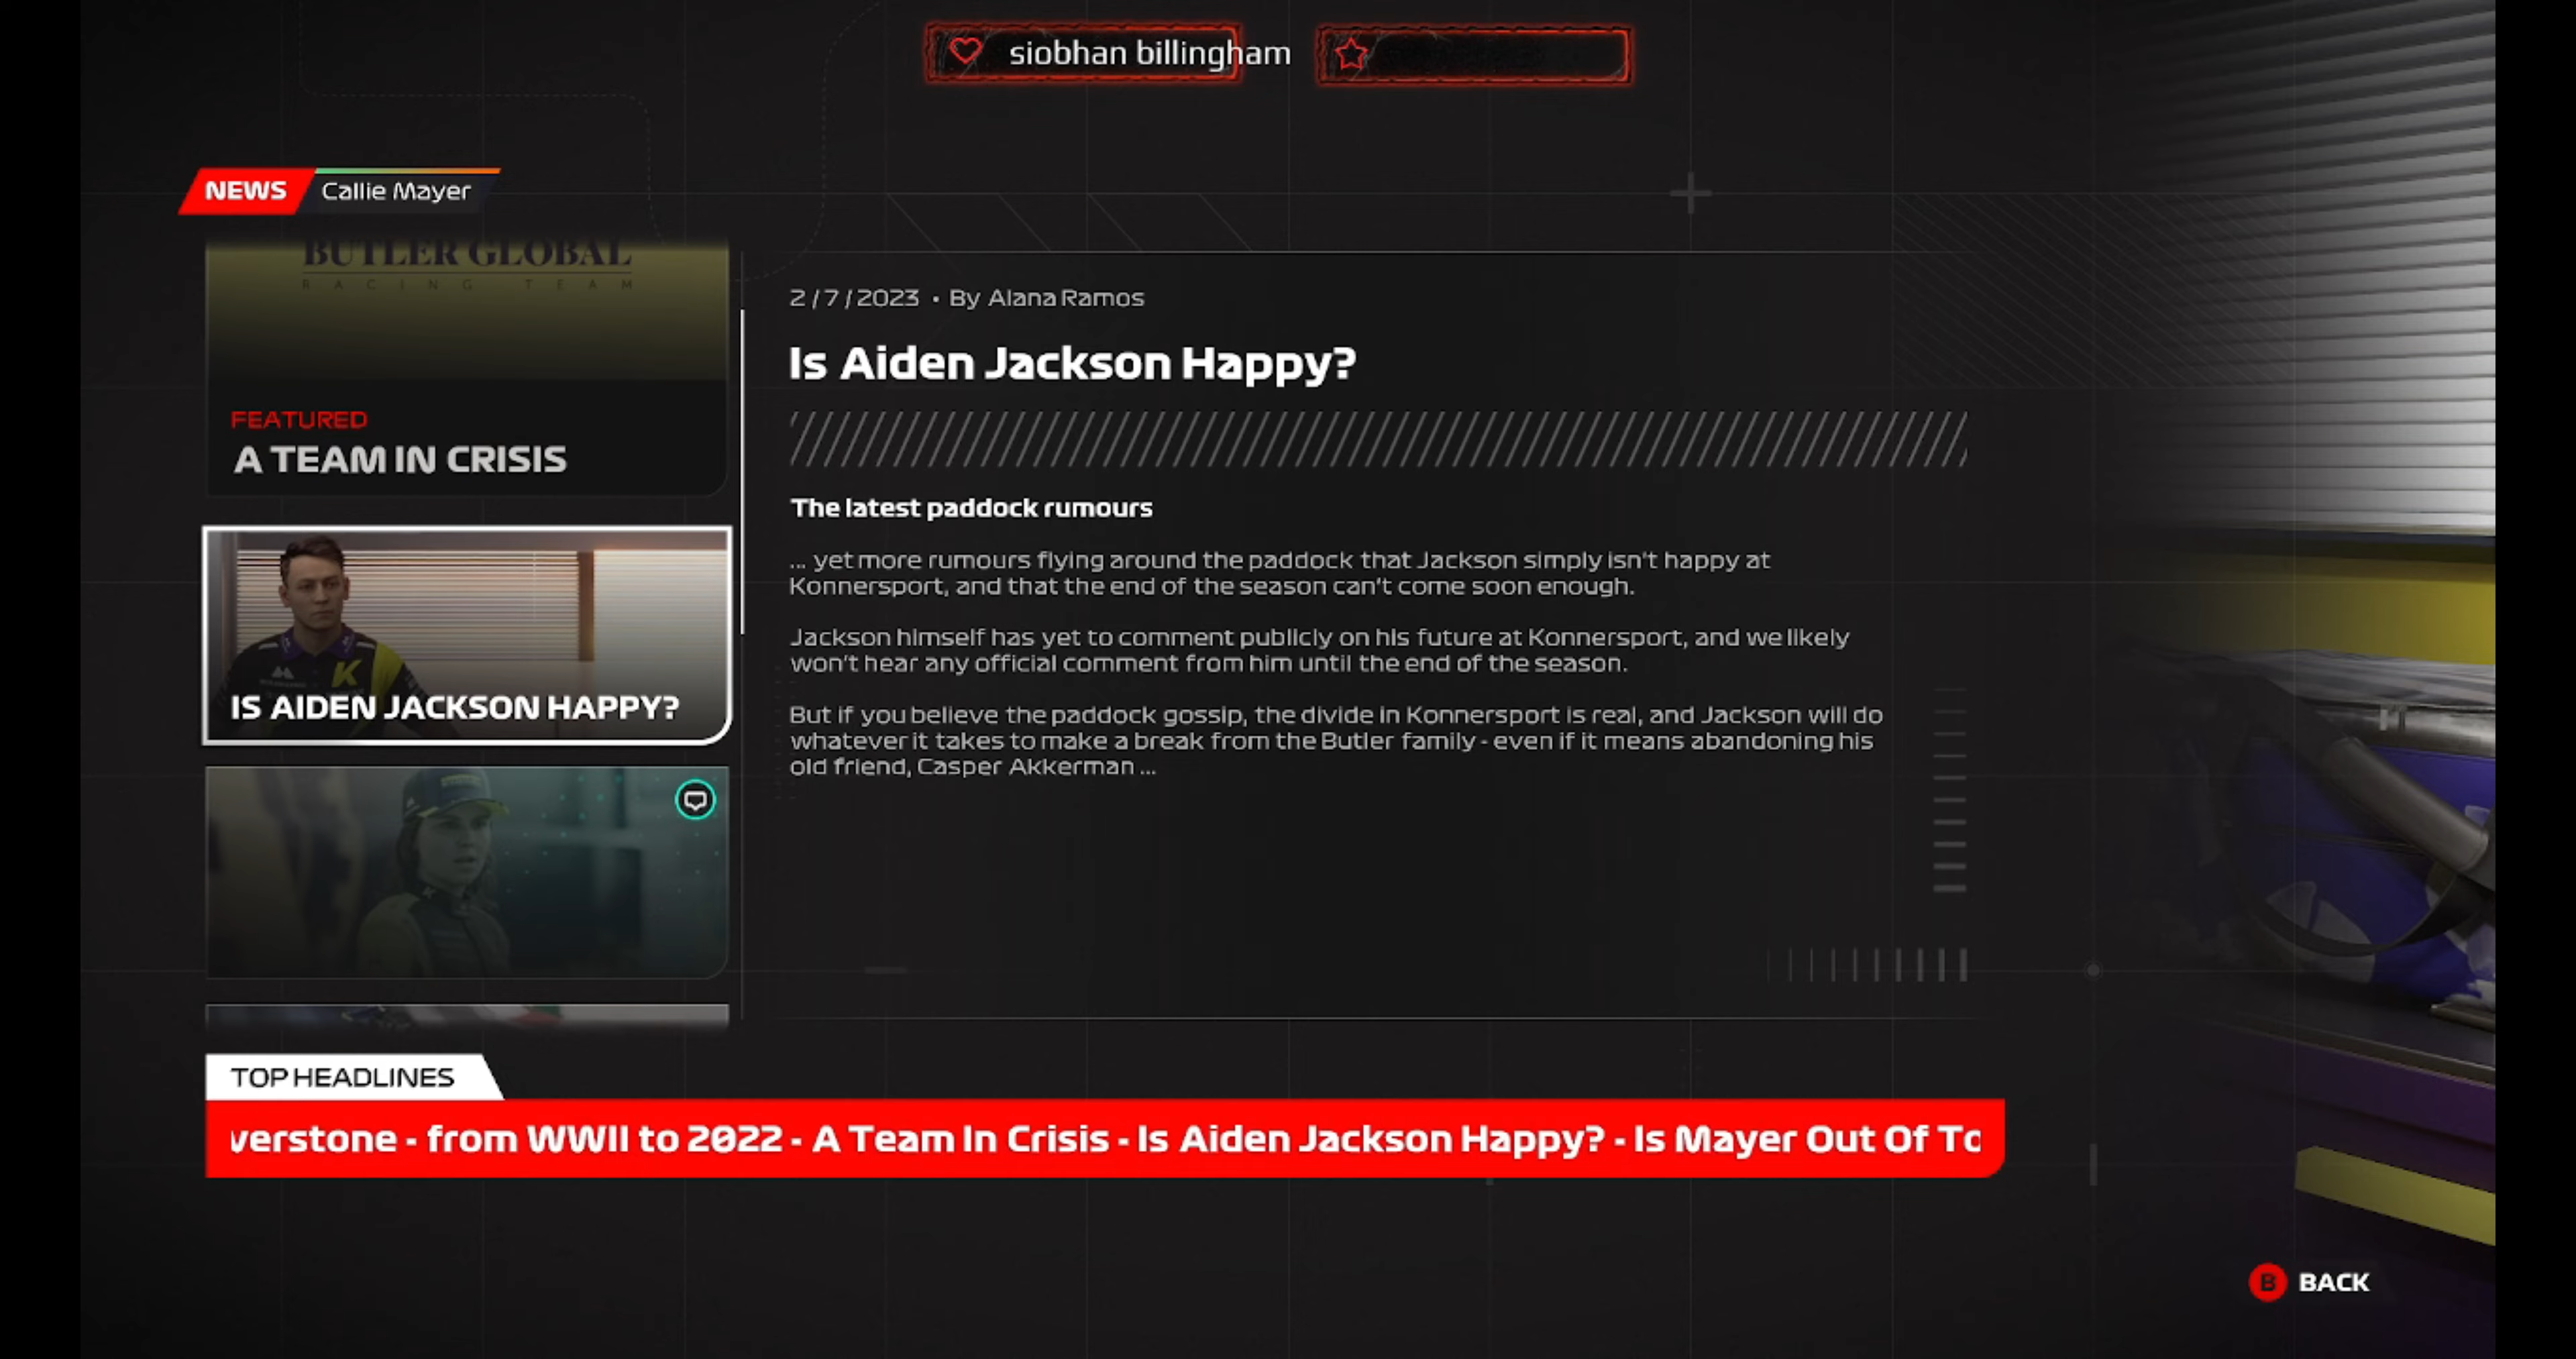 siobhan billingham
NEWS
Callie Mayer
BUTLER GLOBAL
RACING TEAM
FEATURED
A TEAM IN CRISIS
K
IS AIDEN JACKSON HAPPY?
2/7/2023 • By Alana Ramos
Is Aiden Jackson Happy?
The latest paddock rumours
... yet more rumours flying around the paddock that Jackson simply isn't happy at
Konnersport, and that the end of the season can't come soon enough.
Jackson himself has yet to comment publicly on his future at Konnersport, and we likely
won't hear any official comment from him until the end of the season.
But if you believe the paddock gossip, the divide in Konnersport is real, and Jackson will do
whatever it takes to make a break from the Butler family - even if it means abandoning his
old friend, Casper Akkerman ...
TOP HEADLINES
verstone - from WWII to 2022 - A Team In Crisis - Is Aiden Jackson Happy? - Is Mayer Out Of To
B BACK